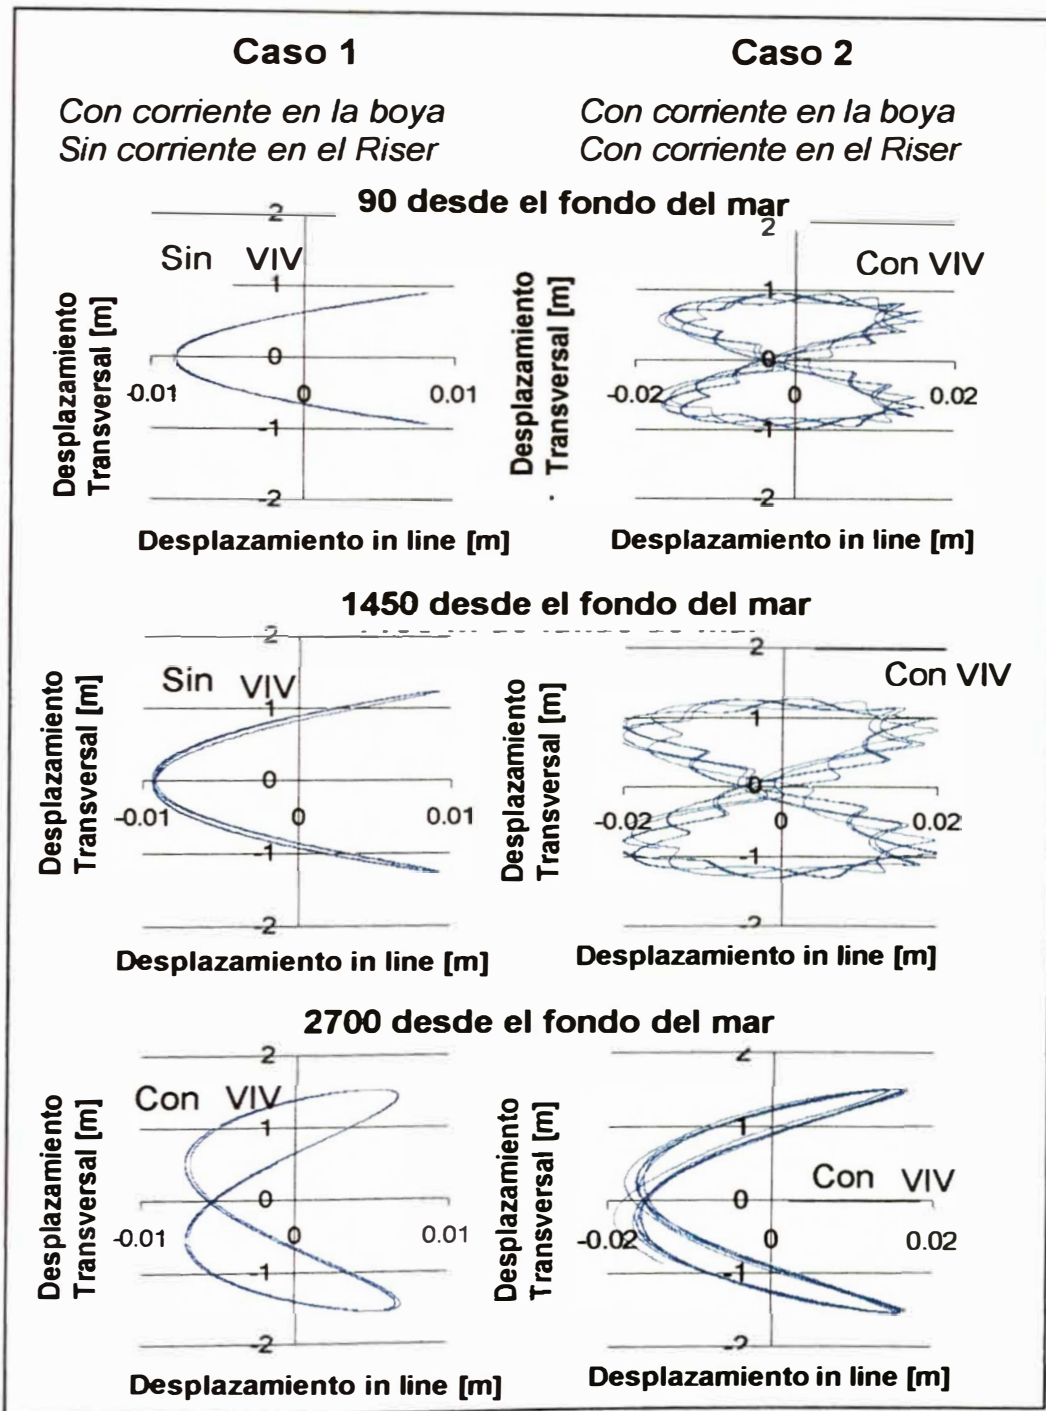 Caso 1
Caso 2
Con corriente en la boya
Sin corriente en el Riser
Con corriente en la boya
Con corriente en el Riser
90 desde el fondo del mar
2
Sin VIV
1
0
-0.01
0
0.01
-1
-2
Desplazamiento
Transversal [m]
Desplazamiento in line [m]
2
Con VIV
1
0
-0.02
0
0.02
-1
-2
Desplazamiento
Transversal [m]
Desplazamiento in line [m]
1450 desde el fondo del mar
2
Sin VIV
1
0
-0.01
0
0.01
-1
-2
Desplazamiento
Transversal [m]
Desplazamiento in line [m]
2
Con VIV
1
0
-0.02
0
0.02
-1
-2
Desplazamiento
Transversal [m]
Desplazamiento in line [m]
2700 desde el fondo del mar
2
Con VIV
1
0
-0.01
0
0.01
-1
-2
Desplazamiento
Transversal [m]
Desplazamiento in line [m]
2
1
Con VIV
0
-0.02
0
0.02
-1
-2
Desplazamiento
Transversal [m]
Desplazamiento in line [m]